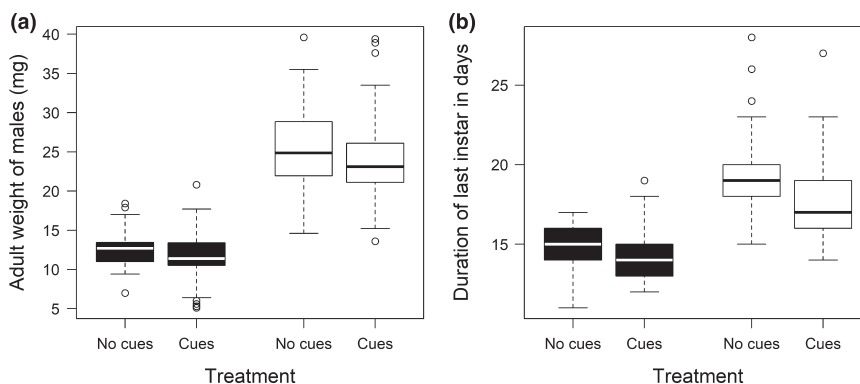 (a)
Adult weight of males (mg)
40
35
30
25
20
15
10
5
No cues Cues No cues Cues
Treatment
(b)
Duration of last instar in days
25
20
15
No cues Cues No cues Cues
Treatment